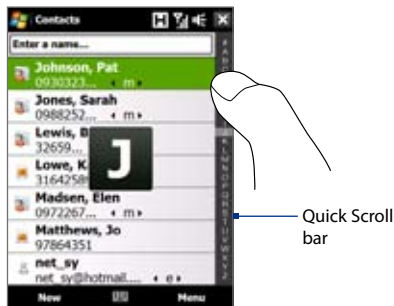 Contacts
Enter a name...
Johnson, Pat
0930323... m
Jones, Sarah
0988252... m
Lewis, B
32659...
J
Lowe, K
3164258
Madsen, Elen
0972267... m
Matthews, Jo
97864351
net_sy
net_sy@hotmail.... e
New Menu
Quick Scroll
bar